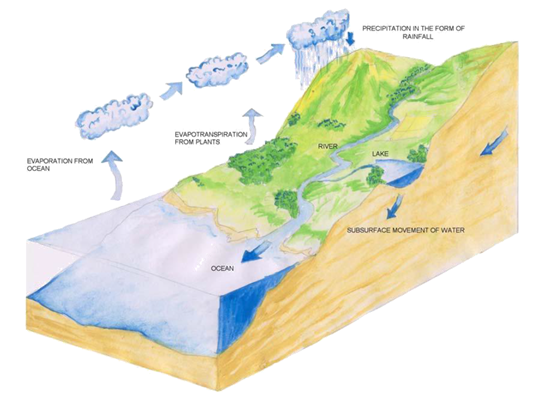 PRECIPITATION IN THE FORM OF
RAINFALL
EVAPOTRANSPIRATION
FROM PLANTS
EVAPORATION FROM
OCEAN
RIVER
LAKE
SUBSURFACE MOVEMENT OF WATER
OCEAN